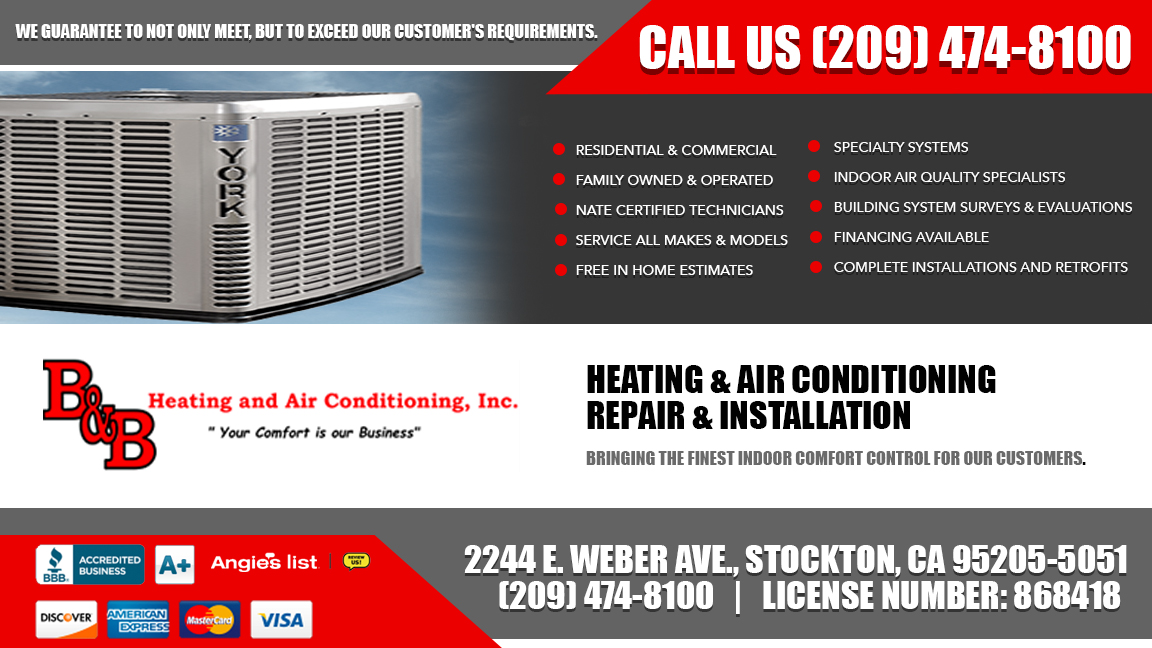 WE GUARANTEE TO NOT ONLY MEET, BUT TO EXCEED OUR CUSTOMER'S REQUIREMENTS.
CALL US (209) 474-8100
YORK
RESIDENTIAL & COMMERCIAL
FAMILY OWNED & OPERATED
NATE CERTIFIED TECHNICIANS
SERVICE ALL MAKES & MODELS
FREE IN HOME ESTIMATES
SPECIALTY SYSTEMS
INDOOR AIR QUALITY SPECIALISTS
BUILDING SYSTEM SURVEYS & EVALUATIONS
FINANCING AVAILABLE
COMPLETE INSTALLATIONS AND RETROFITS
B&B
Heating and Air Conditioning, Inc.
" Your Comfort is our Business"
HEATING & AIR CONDITIONING
REPAIR & INSTALLATION
BRINGING THE FINEST INDOOR COMFORT CONTROL FOR OUR CUSTOMERS.
BBB
ACCREDITED
BUSINESS
A+
Angie's list
REVIEW
US!
DISCOVER
AMERICAN
EXPRESS
MasterCard
VISA
2244 E. WEBER AVE., STOCKTON, CA 95205-5051
(209) 474-8100 | LICENSE NUMBER: 868418